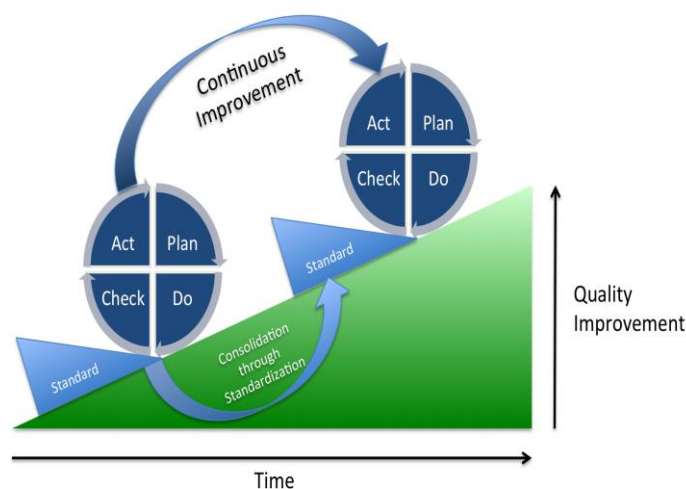 Continuous
Improvement
Act
Plan
Check
Do
Standard
Act
Plan
Check
Do
Standard
Consolidation
through
Standardization
Quality
Improvement
Time